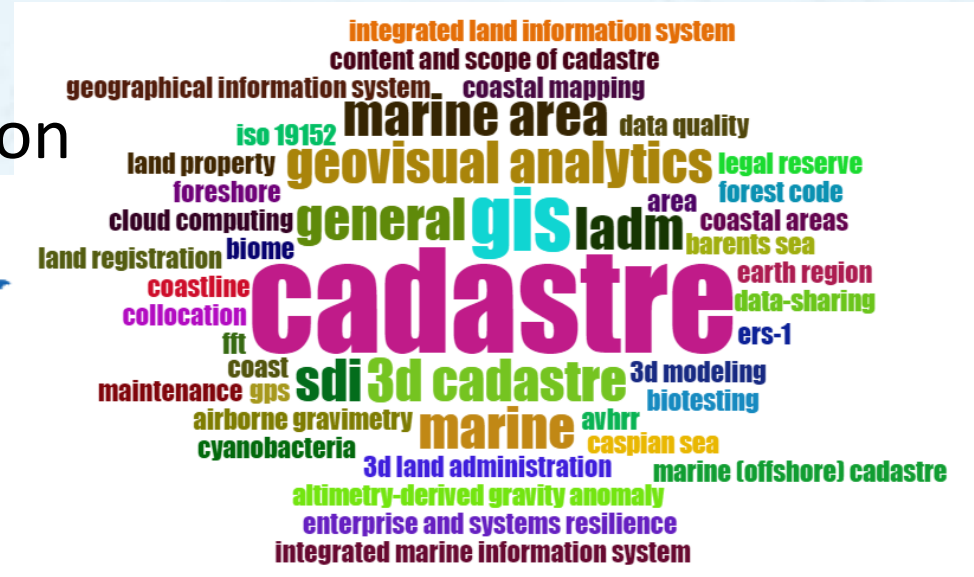 integrated land information system
content and scope of cadastre
geographical information system coastal mapping
on
marine area data quality
iso 19152
land property geovisual analytics legal reserve
foreshore area forest code
cloud computing general gis ladm coastal areas
biome barents sea
land registration
cadastre earth region
coastline data-sharing
collocation
fft ers-1
coast sdi 3d cadastre 3d modeling
maintenance gps biotesting
airborne gravimetry marine avhrr
cyanobacteria caspian sea
3d land administration marine (offshore) cadastre
altimetry-derived gravity anomaly
enterprise and systems resilience
integrated marine information system